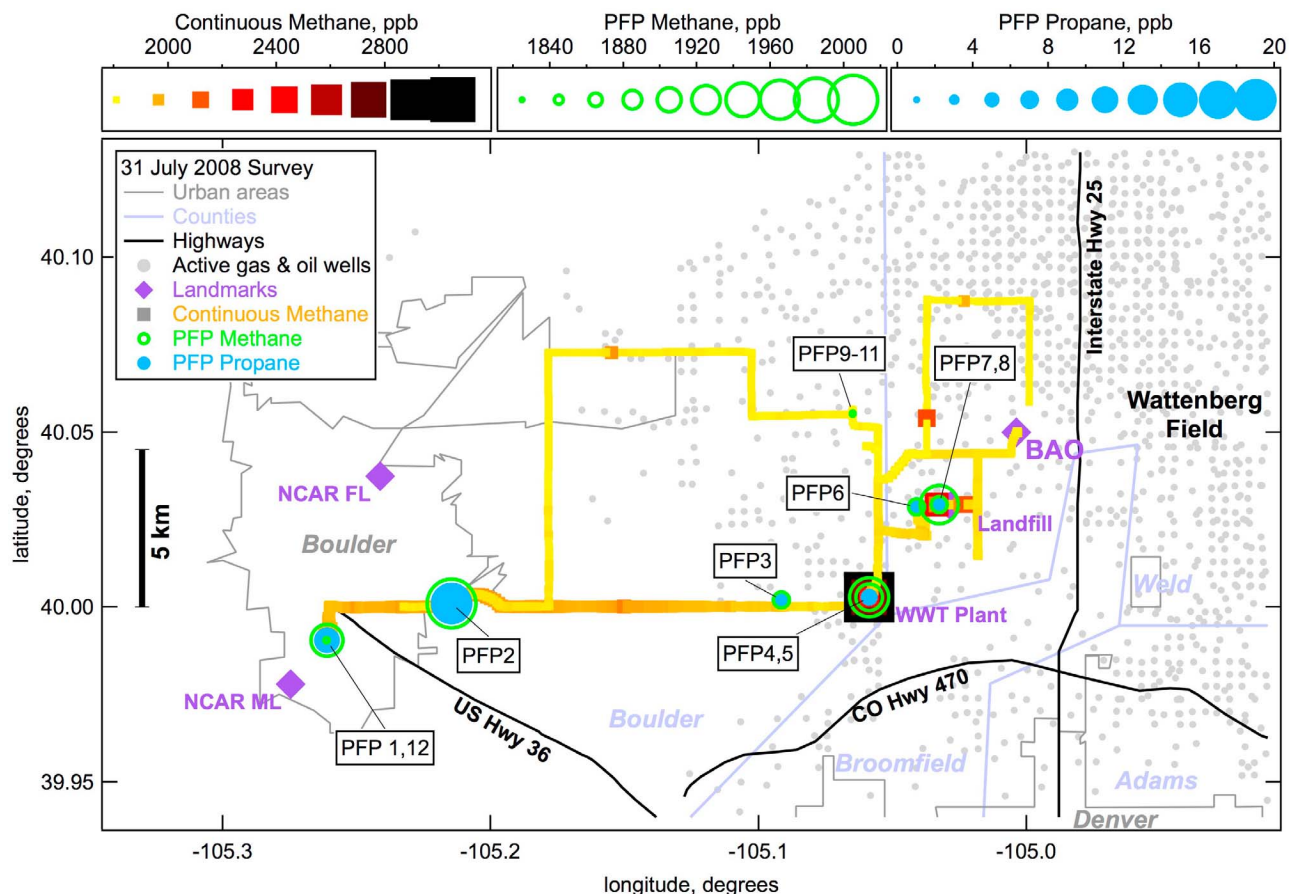 Continuous Methane, ppb
2000 2400 2800
PFP Methane, ppb
1840 1880 1920 1960 2000
PFP Propane, ppb
0 4 8 12 16 20
31 July 2008 Survey
Urban areas
Counties
Highways
Active gas & oil wells
Landmarks
Continuous Methane
PFP Methane
PFP Propane
40.10
40.05
40.00
39.95
latitude, degrees
5 km
Interstate Hwy 25
PFP9-11
PFP7,8
Wattenberg
Field
BAO
NCAR FL
PFP6
Landfill
Boulder
PFP3
Weld
WWT Plant
PFP4,5
PFP2
NCAR ML
PFP 1,12
US Hwy 36
Boulder
CO Hwy 470
Broomfield
Adams
Denver
-105.3 -105.2 -105.1 -105.0
longitude, degrees